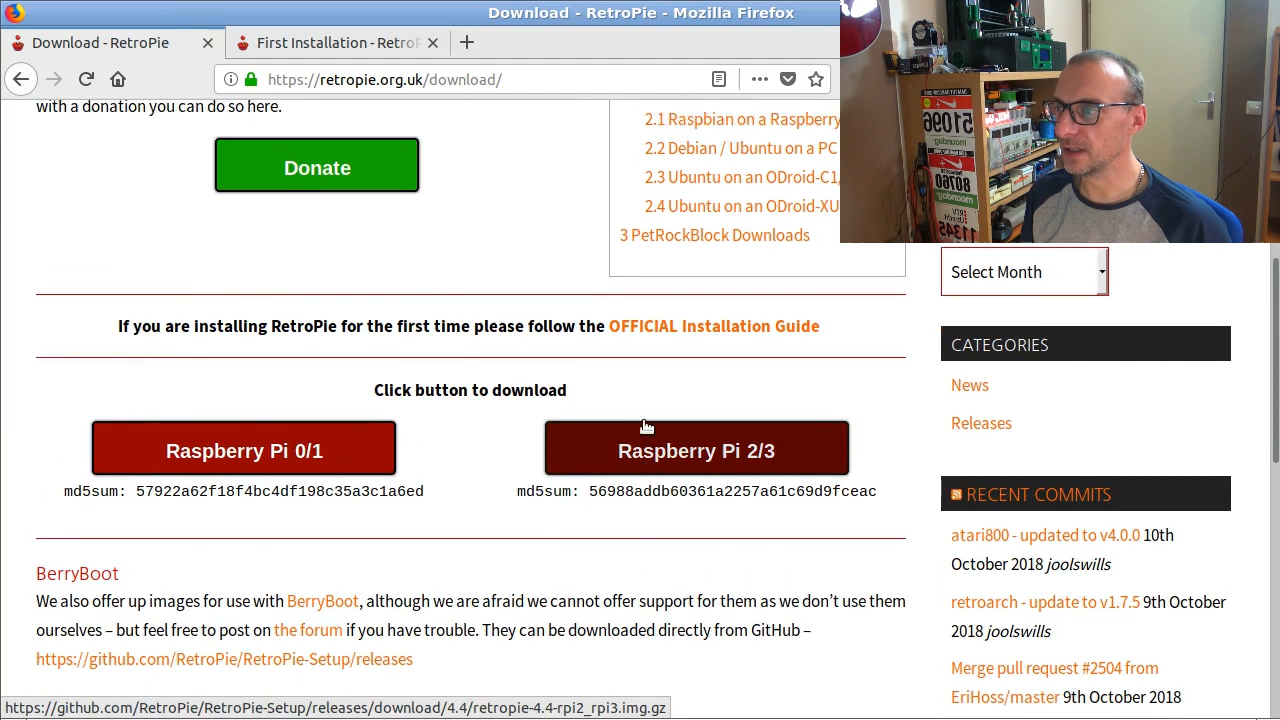 Download - RetroPie - Mozilla Firefox
Download - RetroPie
First Installation - RetroP
https://retropie.org.uk/download/
with a donation you can do so here.
Donate
2.1 Raspbian on a Raspberry
2.2 Debian / Ubuntu on a PC
2.3 Ubuntu on an ODroid-C1/
2.4 Ubuntu on an ODroid-XU
3 PetRockBlock Downloads
If you are installing RetroPie for the first time please follow the OFFICIAL Installation Guide
Click button to download
Raspberry Pi 0/1
Raspberry Pi 2/3
md5sum: 57922a62f18f4bc4df198c35a3c1a6ed
md5sum: 56988addb60361a2257a61c69d9fceac
BerryBoot
We also offer up images for use with BerryBoot, although we are afraid we cannot offer support for them as we don't use them
ourselves – but feel free to post on the forum if you have trouble. They can be downloaded directly from GitHub –
https://github.com/RetroPie/RetroPie-Setup/releases
https://github.com/RetroPie/RetroPie-Setup/releases/download/4.4/retropie-4.4-rpi2_rpi3.img.gz
51096
80760
11345
Select Month
CATEGORIES
News
Releases
RECENT COMMITS
atari800 - updated to v4.0.0 10th
October 2018 joolswills
retroarch - update to v1.7.5 9th October
2018 joolswills
Merge pull request #2504 from
EriHoss/master 9th October 2018